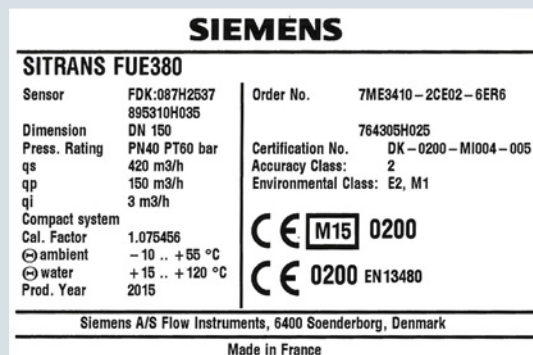 SIEMENS
SITRANS FUE380
Sensor FDK:087H2537
895310H035
Dimension DN 150
Press. Rating PN40 PT60 bar
qs 420 m3/h
qp 150 m3/h
qi 3 m3/h
Compact system
Cal. Factor 1.075456
Θ ambient – 10 .. +55 °C
Θ water + 15 .. +120 °C
Prod. Year 2015
Order No. 7ME3410–2CE02–6ER6
764305H025
Certification No. DK–0200–MI004–005
Accuracy Class: 2
Environmental Class: E2, M1
CE M15 0200
CE 0200 EN13480
Siemens A/S Flow Instruments, 6400 Soenderborg, Denmark
Made in France